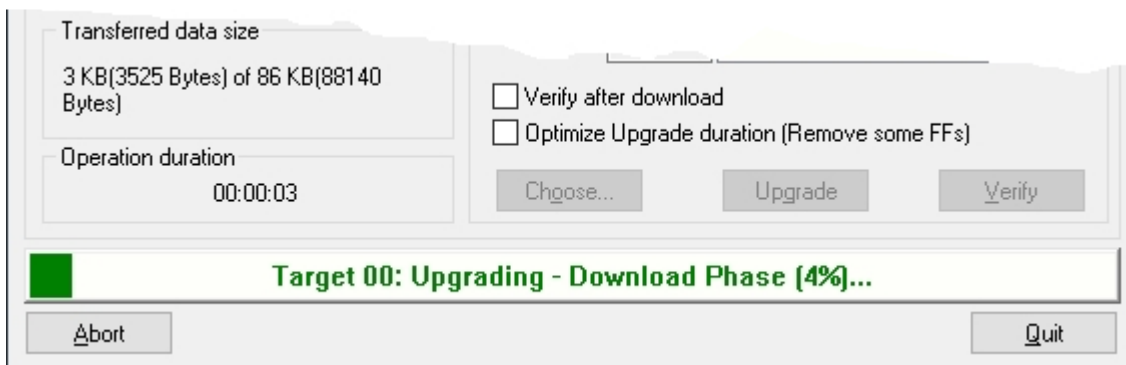 Transferred data size
3 KB(3525 Bytes) of 86 KB(88140
Bytes)
Operation duration
00:00:03
Verify after download
Optimize Upgrade duration (Remove some FFs)
Choose...
Upgrade
Verify
Target 00: Upgrading - Download Phase (4%)...
Abort
Quit